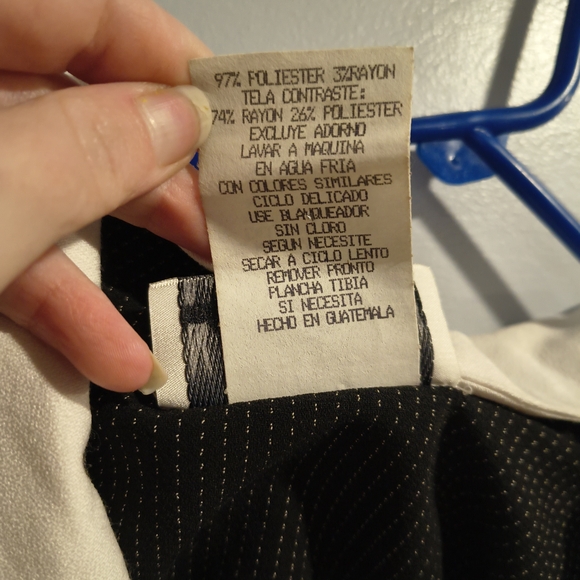 97% POLIESTER 3%RAYON
TELA CONTRASTE:
74% RAYON 26% POLIESTER
EXCLUYE ADORNO
LAVAR A MAQUINA
EN AGUA FRIA
CON COLORES SIMILARES
CICLO DELICADO
USE BLANQUEADOR
SIN CLORO
SEGUN NECESITE
SECAR A CICLO LENTO
REMOVER PRONTO
PLANCHA TIBIA
SI NECESITA
HECHO EN GUATEMALA